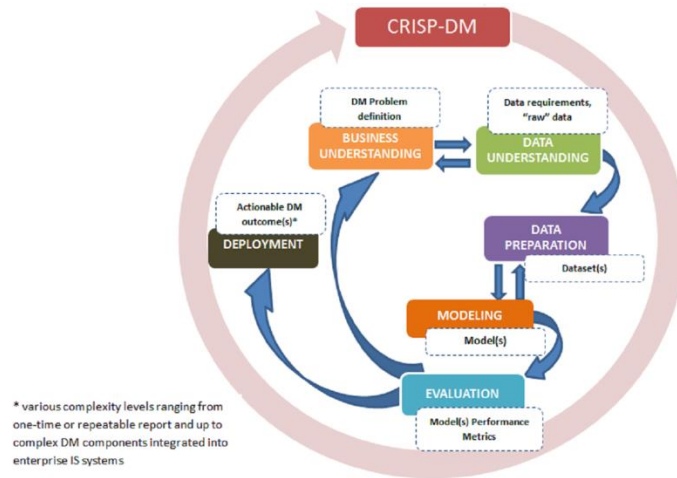 CRISP-DM
DM Problem
definition
BUSINESS
UNDERSTANDING
Data requirements,
"raw" data
DATA
UNDERSTANDING
Actionable DM
outcome(s)*
DEPLOYMENT
DATA
PREPARATION
Dataset(s)
MODELING
Model(s)
EVALUATION
Model(s) Performance
Metrics
* various complexity levels ranging from
one-time or repeatable report and up to
complex DM components integrated into
enterprise IS systems